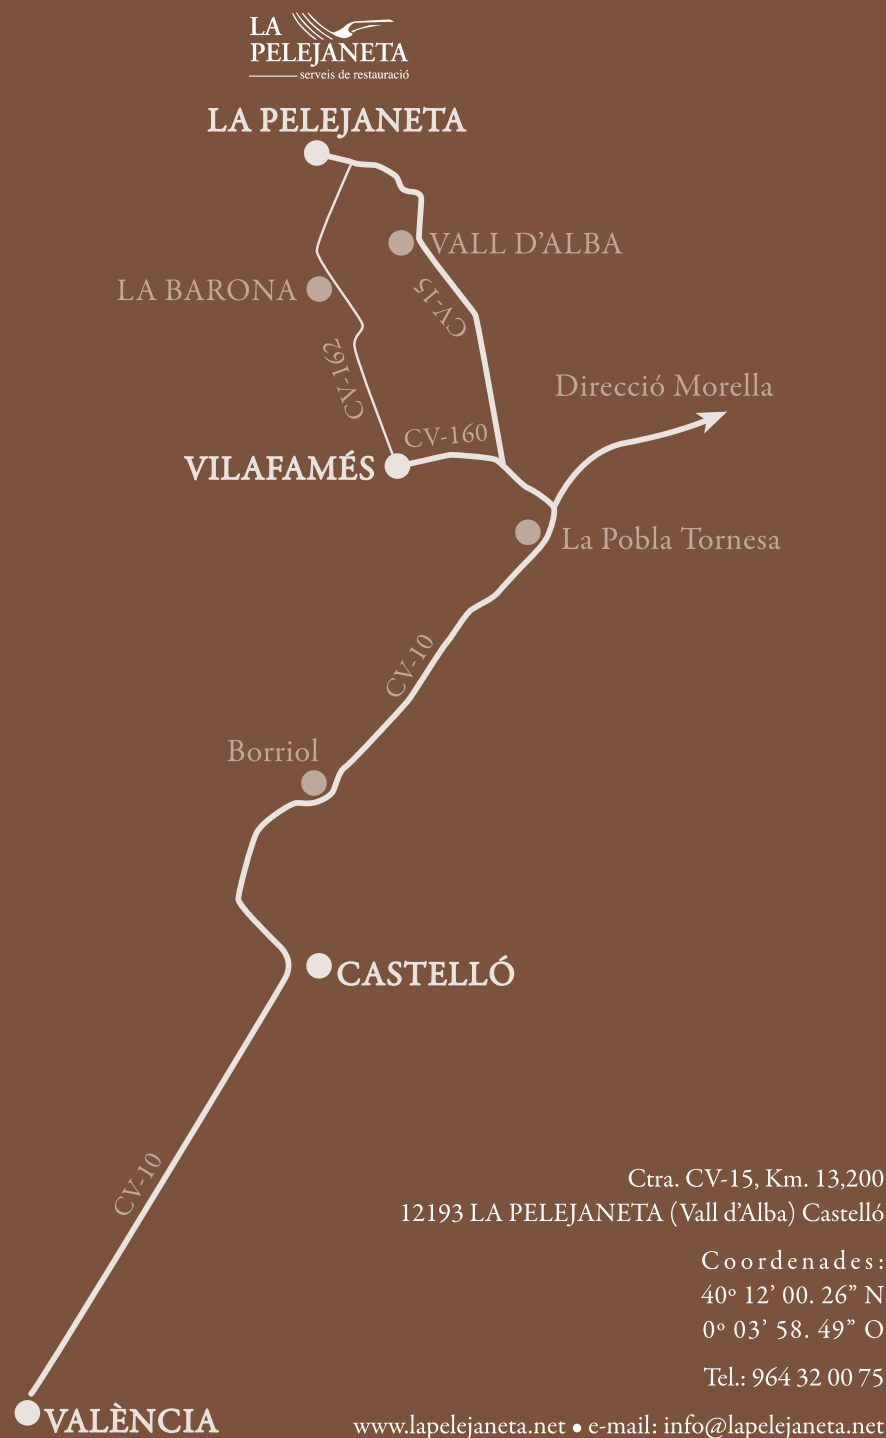 LA
PELEJANETA
serveis de restauració
LA PELEJANETA
VALL D’ALBA
LA BARONA
CV-15
CV-162
Direcció Morella
CV-160
VILAFAMÉS
La Pobla Tornesa
CV-10
Borriol
CASTELLÓ
CV-10
Ctra. CV-15, Km. 13,200
12193 LA PELEJANETA (Vall d’Alba) Castelló
Coordenades:
40º 12’ 00. 26” N
0º 03’ 58. 49” O
Tel.: 964 32 00 75
VALÈNCIA
www.lapelejaneta.net • e-mail: info@lapelejaneta.net